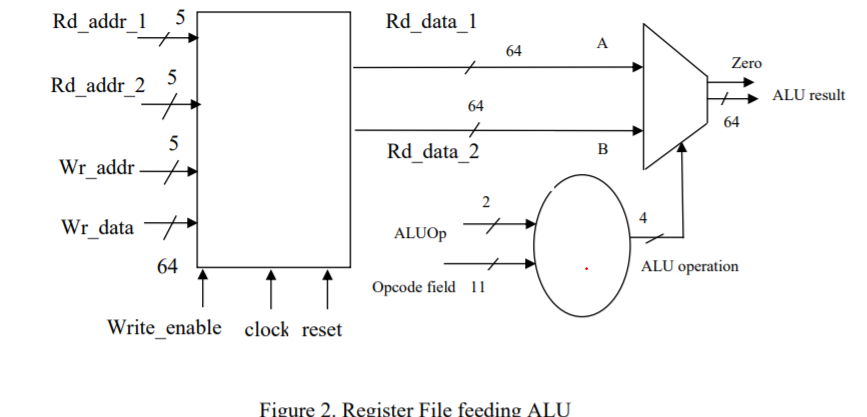 Rd_addr_1
5
Rd_data_1
64
A
Zero
Rd_addr_2
5
64
ALU result
64
5
Rd_data_2
B
Wr_addr
2
Wr_data
ALUOp
4
64
ALU operation
Opcode field 11
Write_enable clock reset
Figure 2. Register File feeding ALU